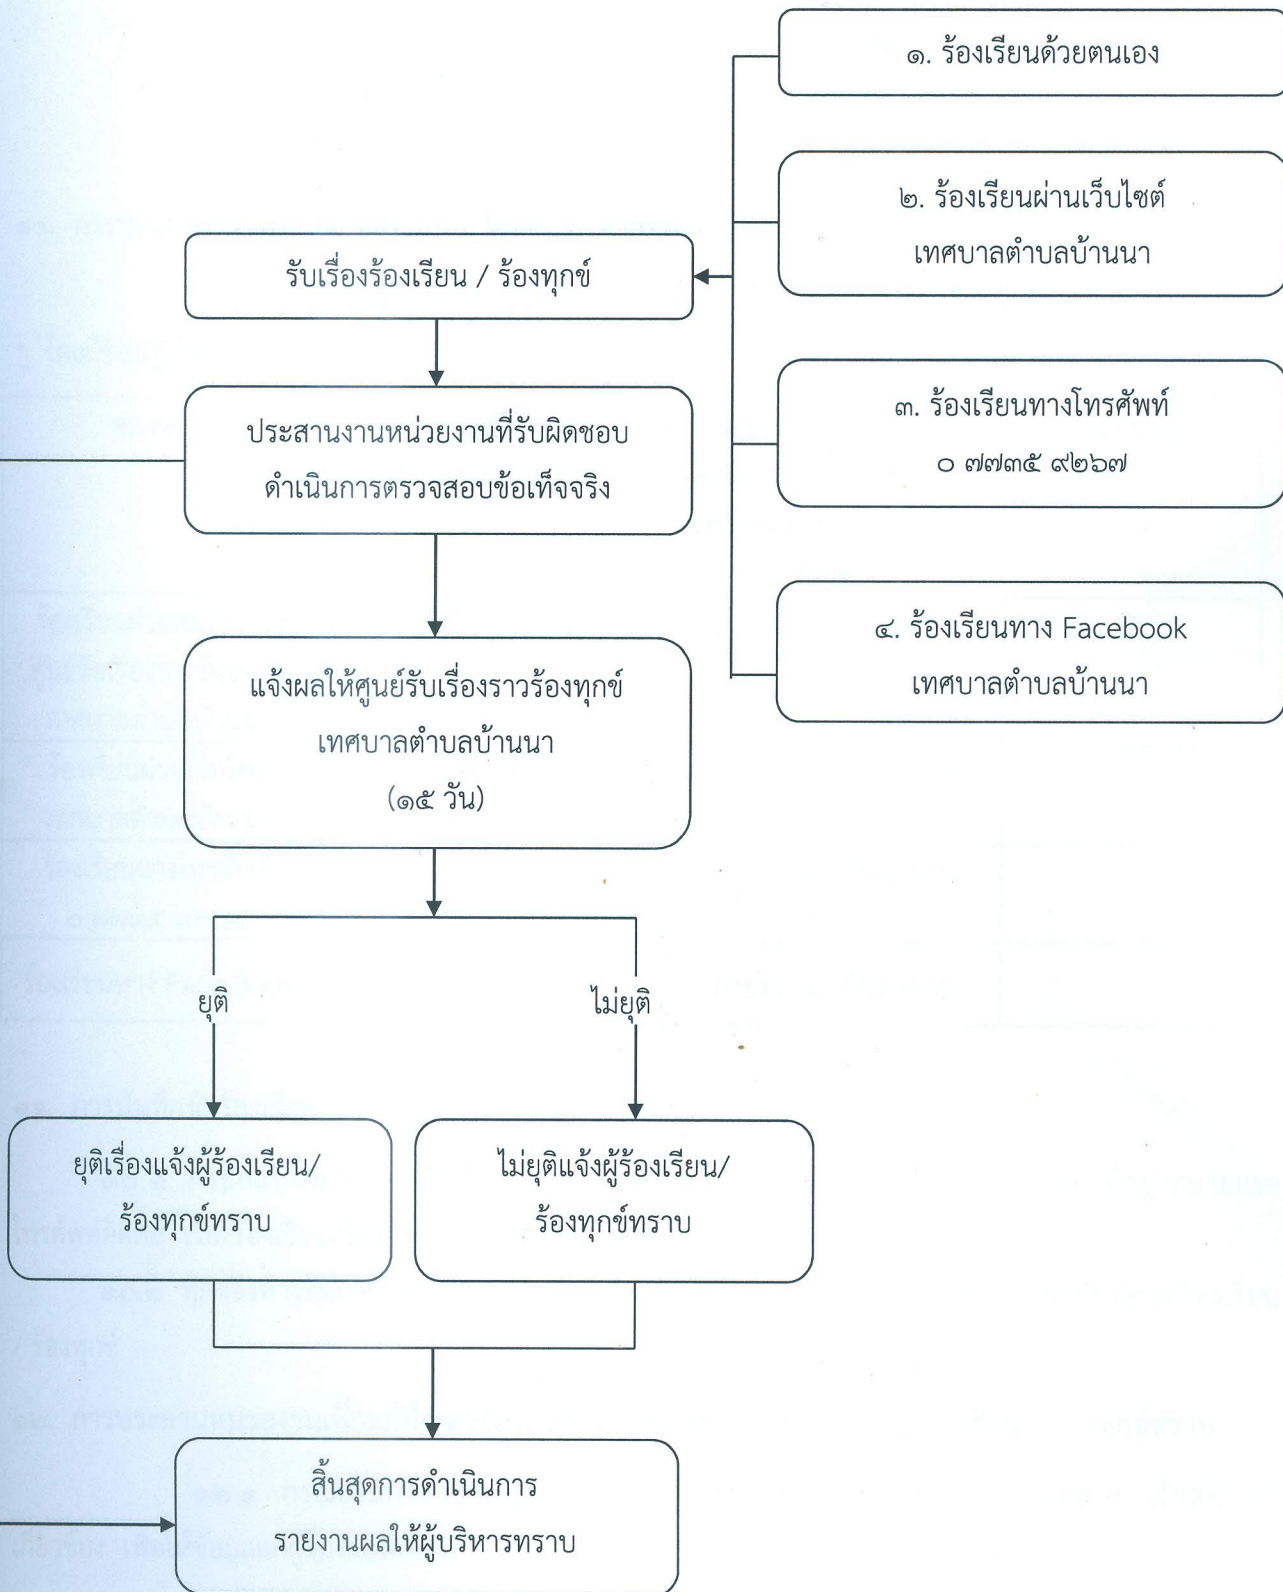 ๑. ร้องเรียนด้วยตนเอง
๒. ร้องเรียนผ่านเว็บไซต์
เทศบาลตำบลบ้านนา
รับเรื่องร้องเรียน / ร้องทุกข์
๓. ร้องเรียนทางโทรศัพท์
๐ ๗๗๓๕ ๙๒๖๗
ประสานงานหน่วยงานที่รับผิดชอบ
ดำเนินการตรวจสอบข้อเท็จจริง
๔. ร้องเรียนทาง Facebook
เทศบาลตำบลบ้านนา
แจ้งผลให้ศูนย์รับเรื่องราวร้องทุกข์
เทศบาลตำบลบ้านนา
(๑๕ วัน)
ยุติ
ไม่ยุติ
ยุติเรื่องแจ้งผู้ร้องเรียน/
ร้องทุกข์ทราบ
ไม่ยุติแจ้งผู้ร้องเรียน/
ร้องทุกข์ทราบ
สิ้นสุดการดำเนินการ
รายงานผลให้ผู้บริหารทราบ